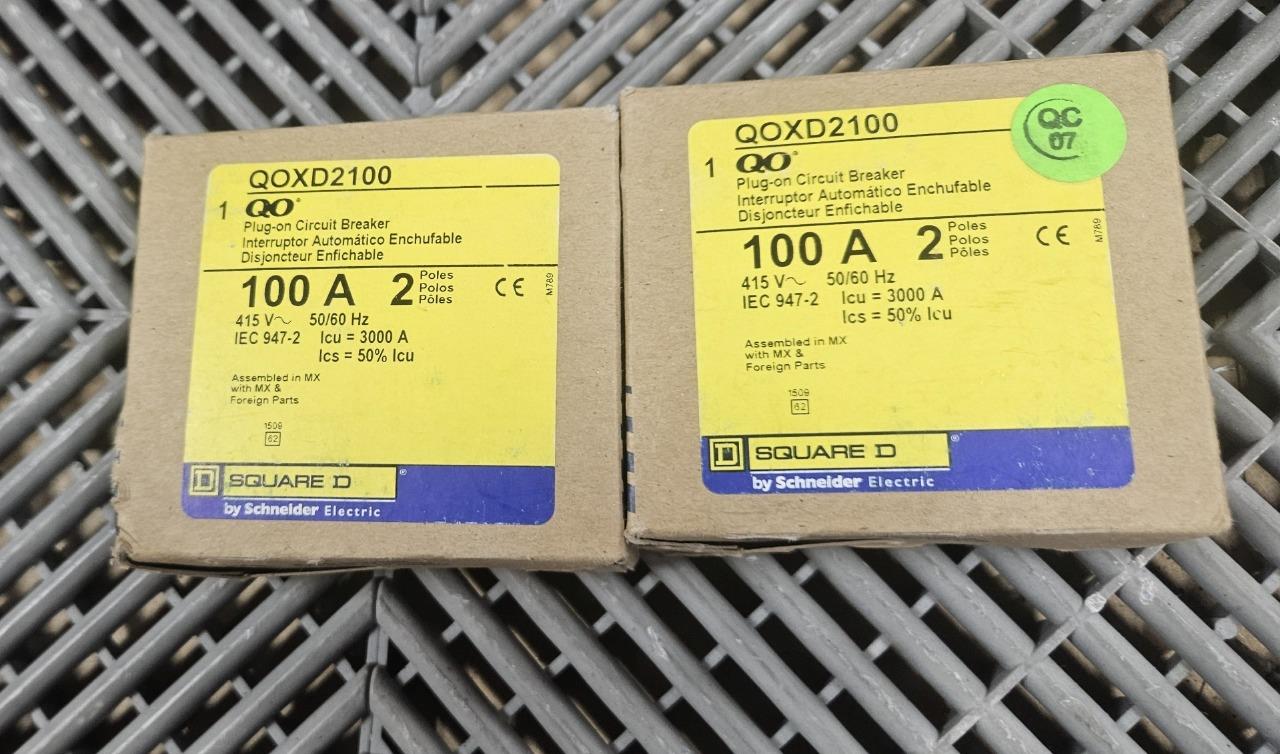 QOXD2100
1 QO®
Plug-on Circuit Breaker
Interruptor Automático Enchufable
Disjoncteur Enfichable
100 A 2 Poles
Polos
Pôles
CE
M789
415 V~ 50/60 Hz
IEC 947-2 Icu = 3000 A
Ics = 50% Icu
Assembled in MX
with MX &
Foreign Parts
1509
62
SQUARE D®
by Schneider Electric
QOXD2100
QC
07
1 QO®
Plug-on Circuit Breaker
Interruptor Automático Enchufable
Disjoncteur Enfichable
100 A 2 Poles
Polos
Pôles
CE
M789
415 V~ 50/60 Hz
IEC 947-2 Icu = 3000 A
Ics = 50% Icu
Assembled in MX
with MX &
Foreign Parts
1509
62
SQUARE D®
by Schneider Electric